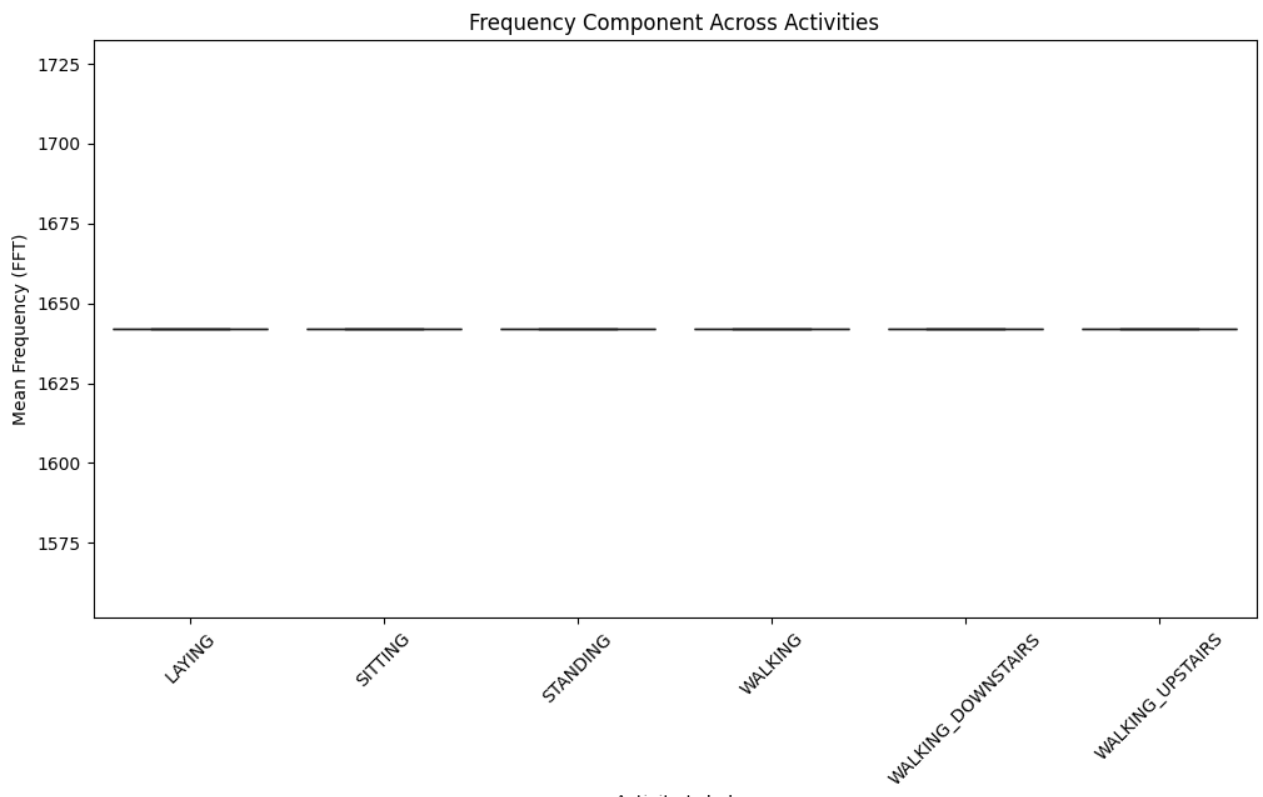 Frequency Component Across Activities
Mean Frequency (FFT)
1725
1700
1675
1650
1625
1600
1575
LAYING
SITTING
STANDING
WALKING
WALKING_DOWNSTAIRS
WALKING_UPSTAIRS